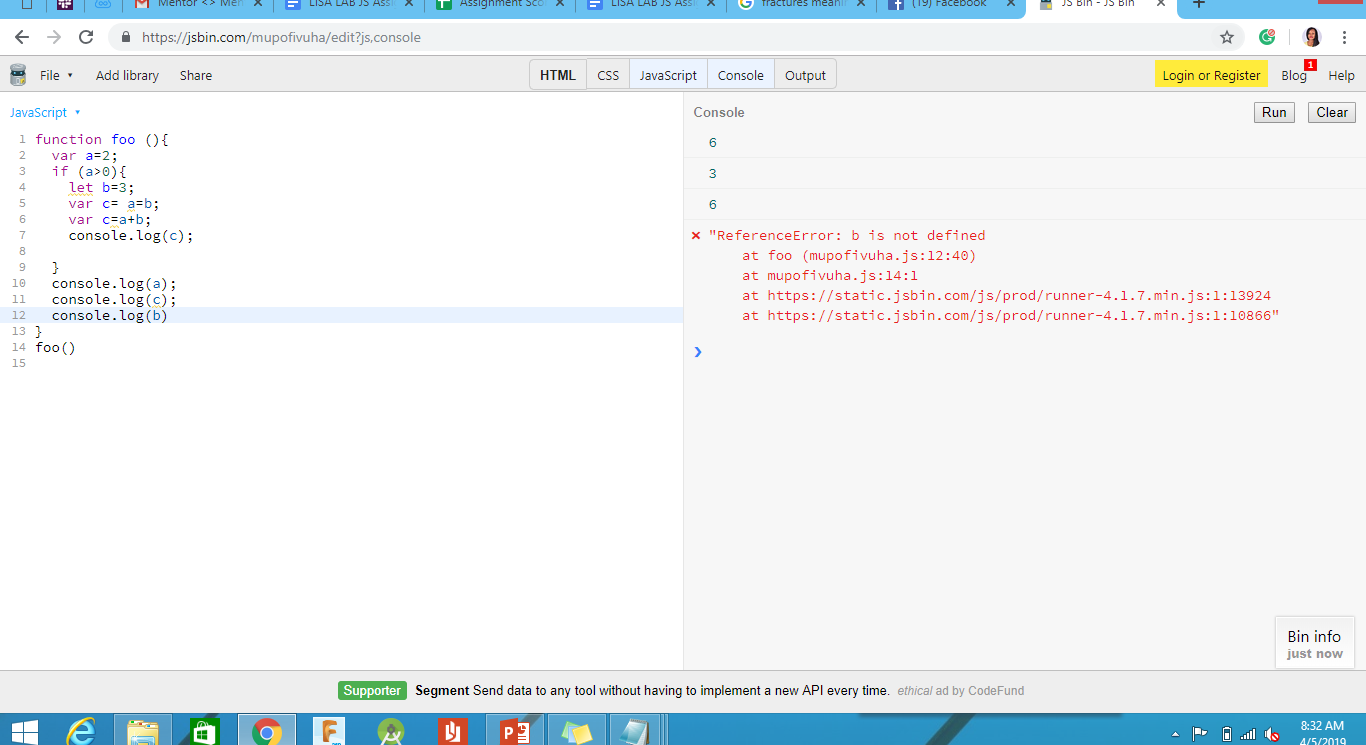 Mentor <> Men
LISA LAB JS Assi
Assignment Sco
LISA LAB JS Assi
fractures meani
(19) Facebook
JS Bin - JS Bin
https://jsbin.com/mupofivuha/edit?js,console
File
Add library
Share
HTML
CSS
JavaScript
Console
Output
Login or Register
Blog
1
Help
JavaScript
Console
Run
Clear
1 function foo (){
2 var a=2;
3 if (a>0){
4 let b=3;
5 var c= a=b;
6 var c=a+b;
7 console.log(c);
8
9 }
10 console.log(a);
11 console.log(c);
12 console.log(b)
13 }
14 foo()
15
6
3
6
"ReferenceError: b is not defined
at foo (mupofivuha.js:12:40)
at mupofivuha.js:14:1
at https://static.jsbin.com/js/prod/runner-4.1.7.min.js:1:13924
at https://static.jsbin.com/js/prod/runner-4.1.7.min.js:1:10866"
Bin info
just now
Supporter Segment Send data to any tool without having to implement a new API every time. ethical ad by CodeFund
8:32 AM
4/5/2019